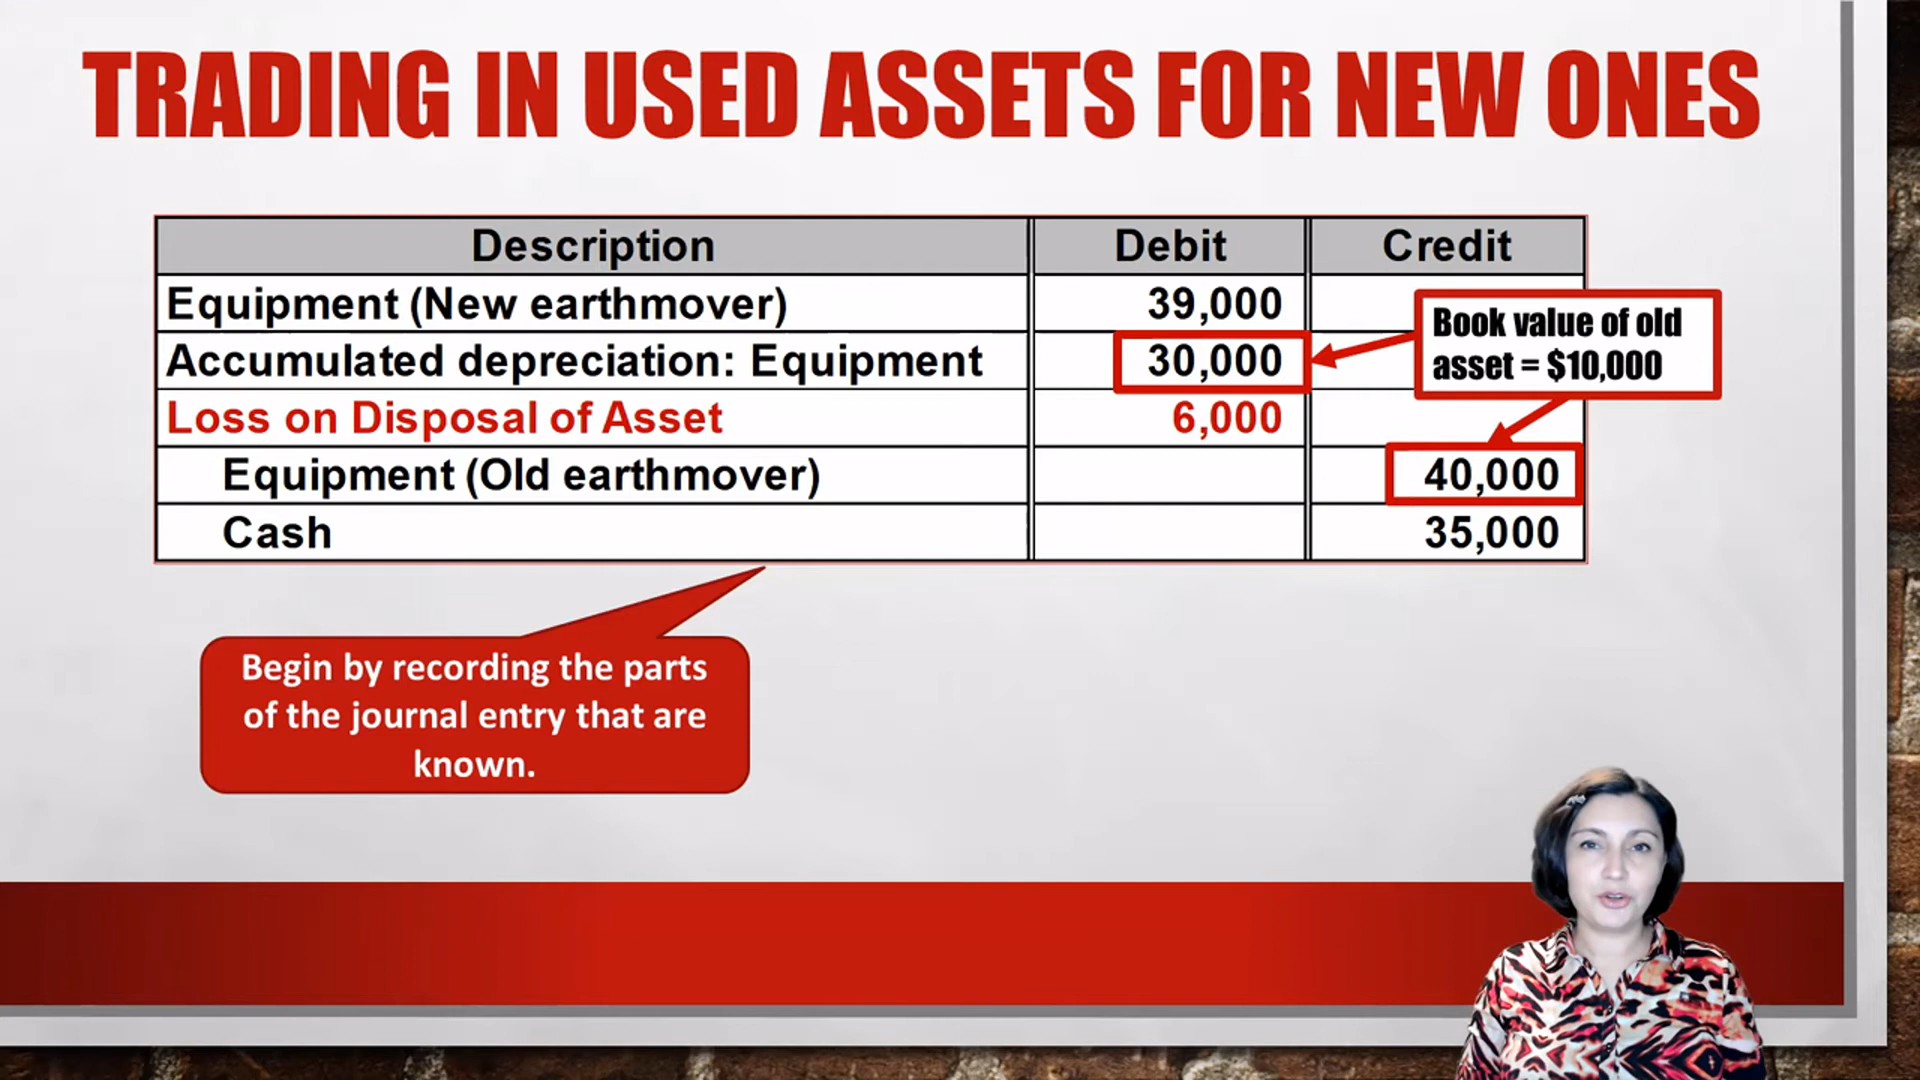 TRADING IN USED ASSETS FOR NEW ONES
Description Debit Credit
Equipment (New earthmover) 39,000
Accumulated depreciation: Equipment 30,000
Loss on Disposal of Asset 6,000
Equipment (Old earthmover) 40,000
Cash 35,000
Book value of old
asset = $10,000
Begin by recording the parts
of the journal entry that are
known.